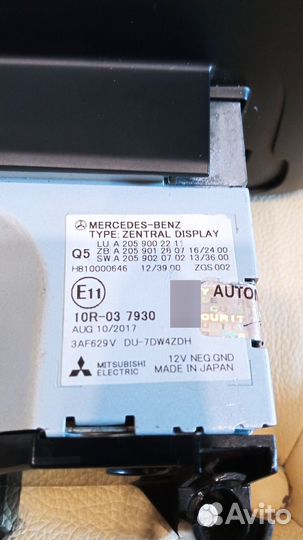 MERCEDES-BENZ
TYPE: ZENTRAL DISPLAY
LU A 205 900 22 11
Q5 ZB A 205 901 28 07 16/24 00
SW A 205 902 07 02 13/36 00
H810000646 12/39 00 ZGS 002
E11
10R-03 7930
AUG/10/2017
3AF629V DU-7DW4ZDH
MITSUBISHI ELECTRIC
12V NEG GND
MADE IN JAPAN
AUTON
Avito